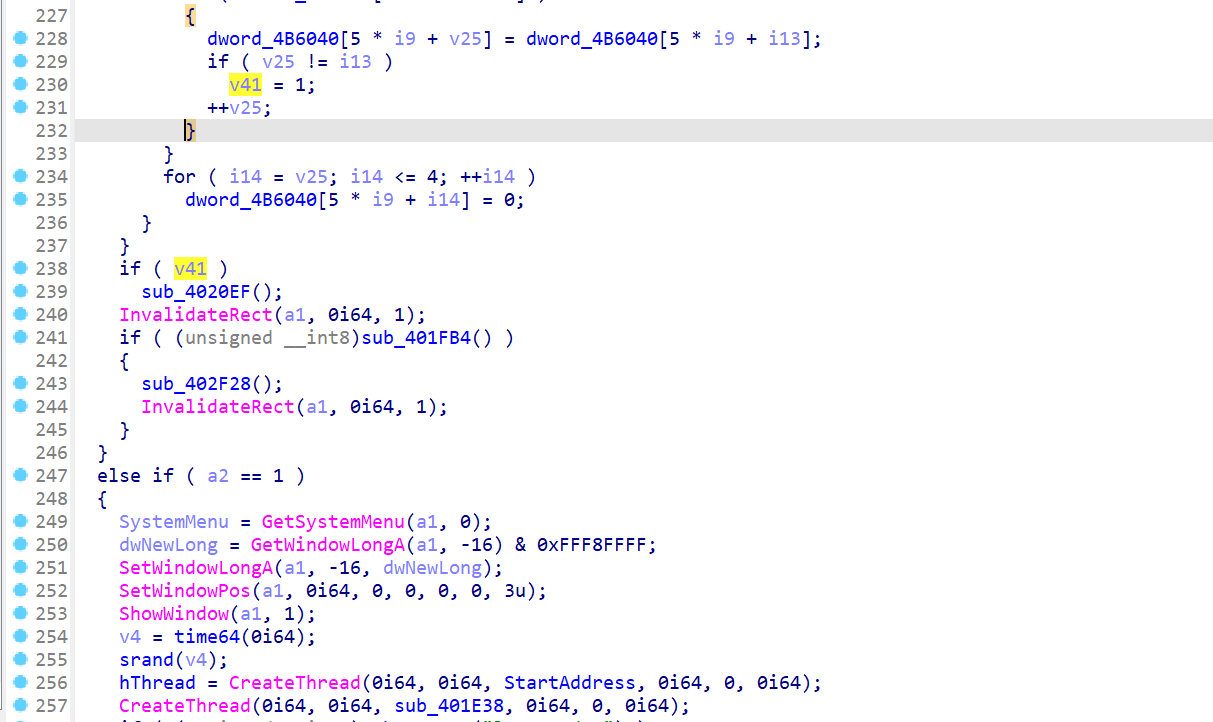 227 {
228 dword_4B6040[5 * i9 + v25] = dword_4B6040[5 * i9 + i13];
229 if ( v25 != i13 )
230 v41 = 1;
231 ++v25;
232 }
233 }
234 for ( i14 = v25; i14 <= 4; ++i14 )
235 dword_4B6040[5 * i9 + i14] = 0;
236 }
237 }
238 if ( v41 )
239 sub_4020EF();
240 InvalidateRect(a1, 0i64, 1);
241 if ( (unsigned __int8)sub_401FB4() )
242 {
243 sub_402F28();
244 InvalidateRect(a1, 0i64, 1);
245 }
246 }
247 else if ( a2 == 1 )
248 {
249 SystemMenu = GetSystemMenu(a1, 0);
250 dwNewLong = GetWindowLongA(a1, -16) & 0xFFF8FFFF;
251 SetWindowLongA(a1, -16, dwNewLong);
252 SetWindowPos(a1, 0i64, 0, 0, 0, 0, 3u);
253 ShowWindow(a1, 1);
254 v4 = time64(0i64);
255 srand(v4);
256 hThread = CreateThread(0i64, 0i64, StartAddress, 0i64, 0, 0i64);
257 CreateThread(0i64, 0i64, sub_401E38, 0i64, 0, 0i64);